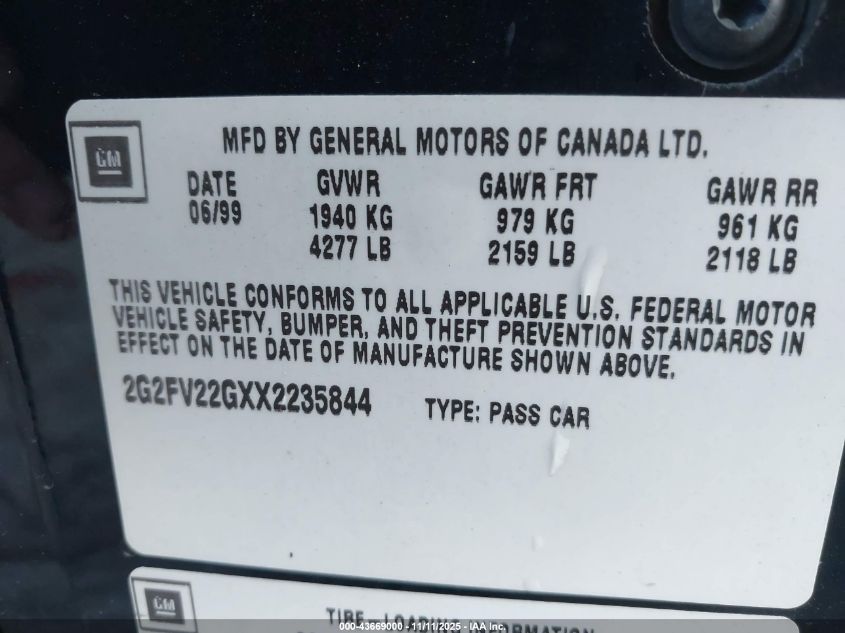 GM
MFD BY GENERAL MOTORS OF CANADA LTD.
DATE GVWR GAWR FRT GAWR RR
06/99 1940 KG 979 KG 961 KG
4277 LB 2159 LB 2118 LB
THIS VEHICLE CONFORMS TO ALL APPLICABLE U.S. FEDERAL MOTOR
VEHICLE SAFETY, BUMPER, AND THEFT PREVENTION STANDARDS IN
EFFECT ON THE DATE OF MANUFACTURE SHOWN ABOVE.
2G2FV22GXX2235844 TYPE: PASS CAR
GM
TIRE-LOADING INFORMATION
000-43669000 - 11/11/2025 - IAA Inc.